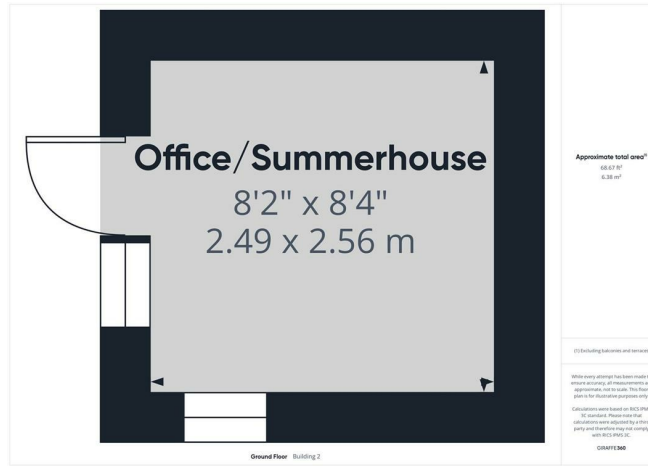 Office/Summerhouse
8'2" x 8'4"
2.49 x 2.56 m
Ground Floor Building 2
Approximate total area(1)
68.67 ft²
6.38 m²
(1) Excluding balconies and terraces
While every attempt has been made
ensure accuracy, all measurements
approximate, not to scale. This floor
plan is for illustrative purposes only
Calculations were based on RICS IPMS
3C standard. Please note that
calculations were adjusted by a third
party and therefore may not comply
with RICS IPMS 3C.
GIRAFFE360